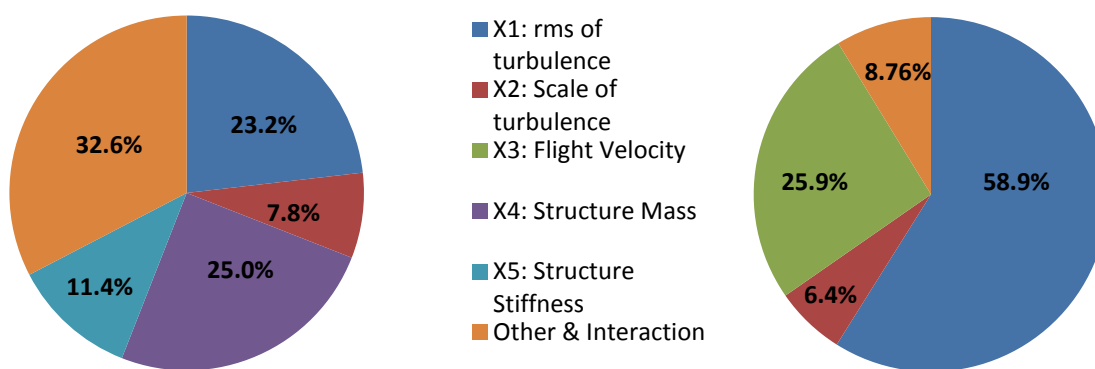 23.2%
7.8%
25.0%
11.4%
32.6%
X1: rms of
turbulence
X2: Scale of
turbulence
X3: Flight Velocity
X4: Structure Mass
X5: Structure
Stiffness
Other & Interaction
58.9%
6.4%
25.9%
8.76%